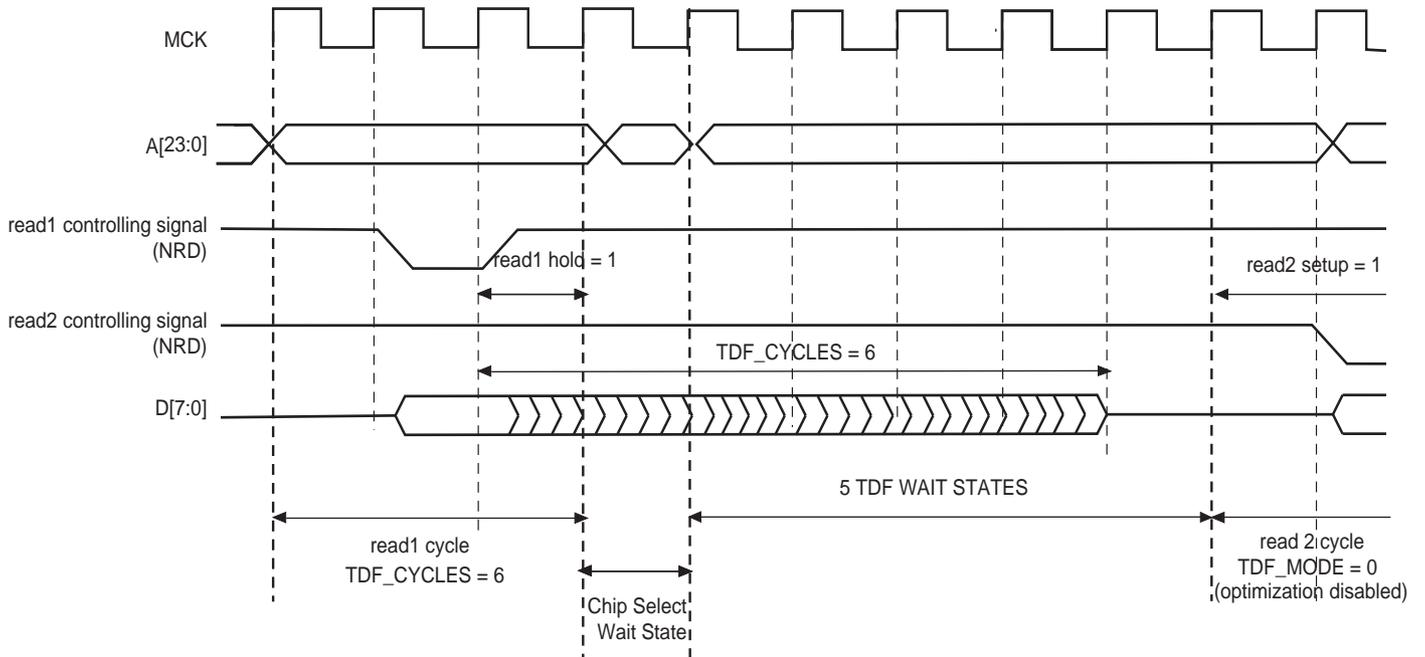 MCK
A[23:0]
read1 controlling signal
(NRD)
read1 hold = 1
read2 setup = 1
read2 controlling signal
(NRD)
TDF_CYCLES = 6
D[7:0]
5 TDF WAIT STATES
read1 cycle
TDF_CYCLES = 6
read 2 cycle
TDF_MODE = 0
(optimization disabled)
Chip Select
Wait State